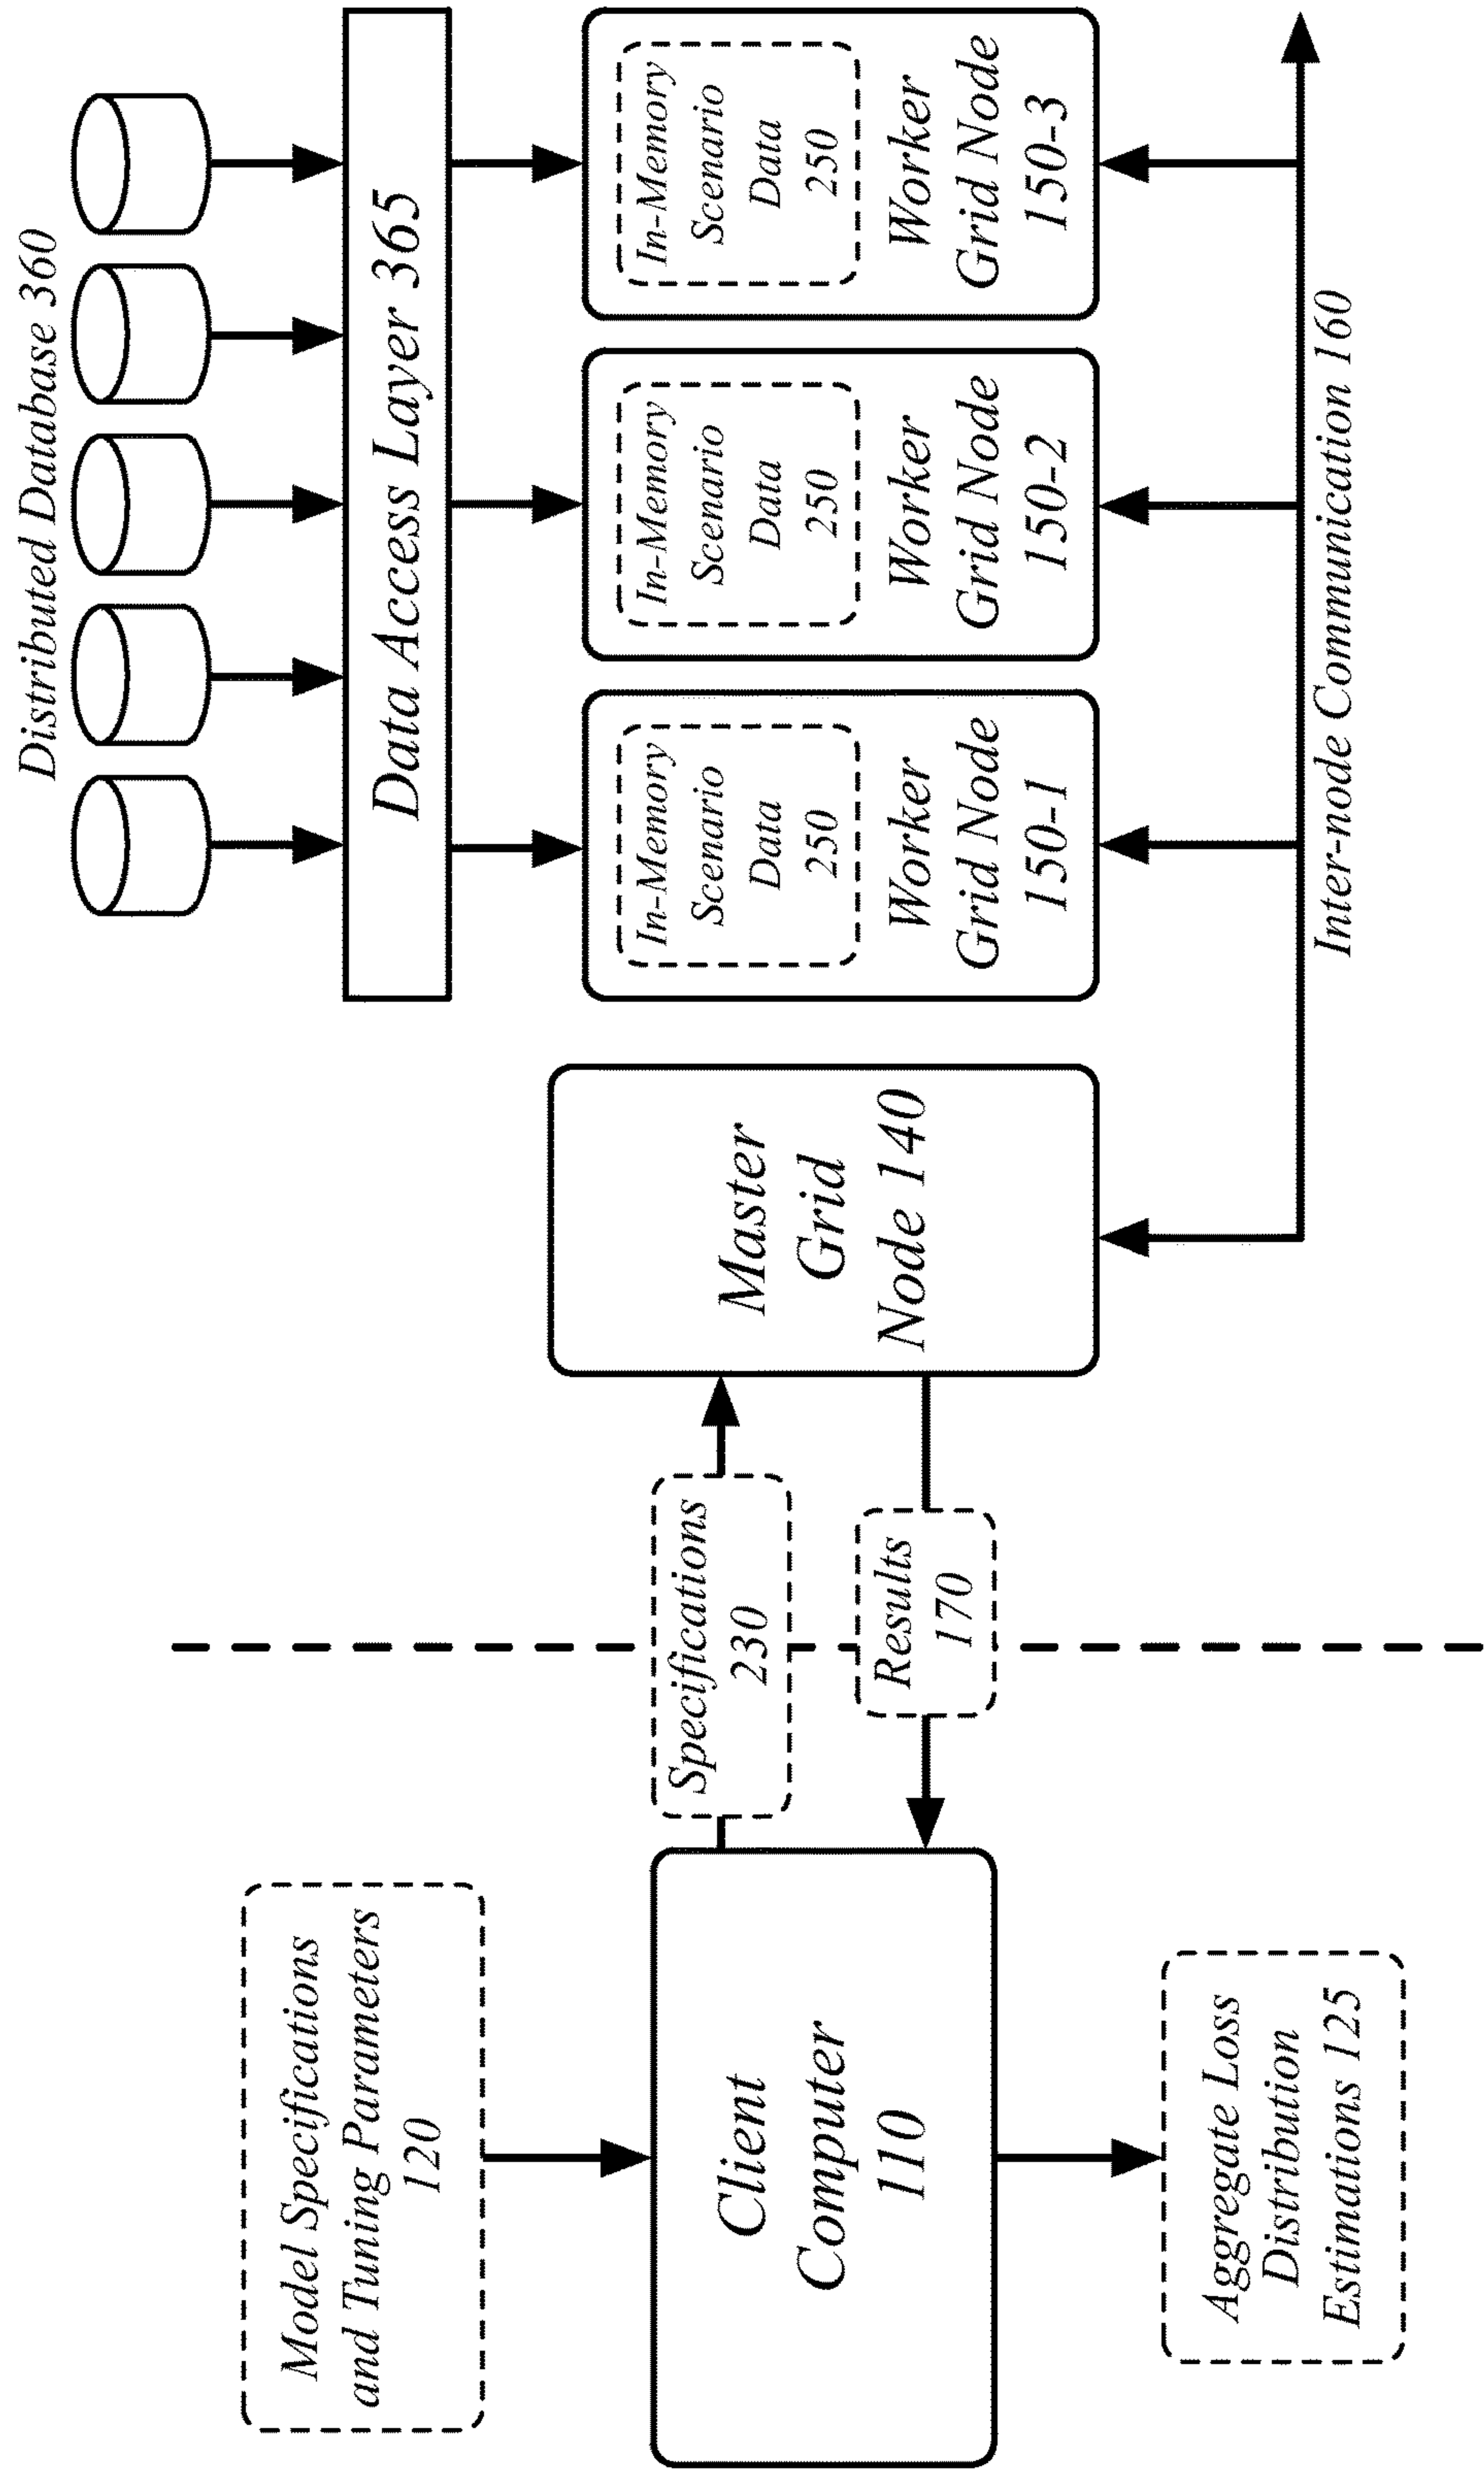 Model Specifications
and Tuning Parameters
120
Client
Computer
110
Aggregate Loss
Distribution
Estimations 125
Specifications
230
Results
170
Master
Grid
Node 140
Distributed Database 360
Data Access Layer 365
In-Memory
Scenario
Data
250
Worker
Grid Node
150-1
In-Memory
Scenario
Data
250
Worker
Grid Node
150-2
In-Memory
Scenario
Data
250
Worker
Grid Node
150-3
Inter-node Communication 160